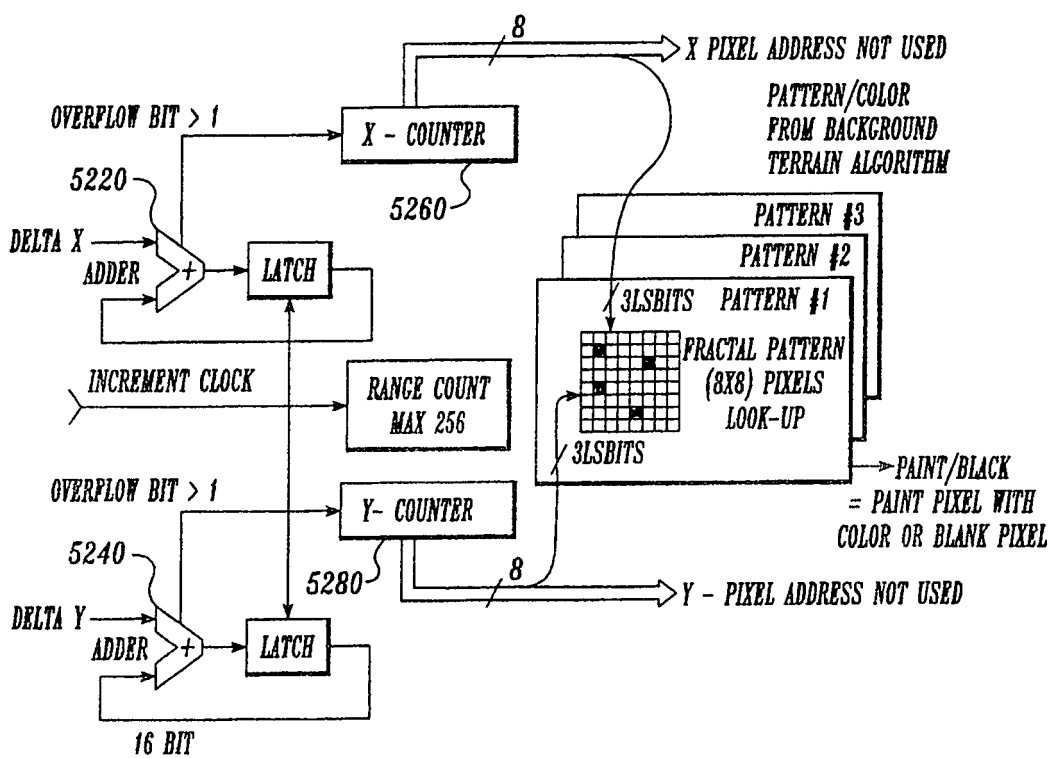 8
X PIXEL ADDRESS NOT USED
OVERFLOW BIT > 1
X - COUNTER
PATTERN/COLOR
FROM BACKGROUND
TERRAIN ALGORITHM
5220
5260
DELTA X
ADDER
+
LATCH
PATTERN #3
PATTERN #2
PATTERN #1
3LSBITS
FRACTAL PATTERN
(8X8) PIXELS
LOOK-UP
INCREMENT CLOCK
RANGE COUNT
MAX 256
3LSBITS
PAINT/BLACK
= PAINT PIXEL WITH
COLOR OR BLANK PIXEL
OVERFLOW BIT > 1
Y- COUNTER
5240
5280
8
DELTA Y
ADDER
+
LATCH
Y - PIXEL ADDRESS NOT USED
16 BIT